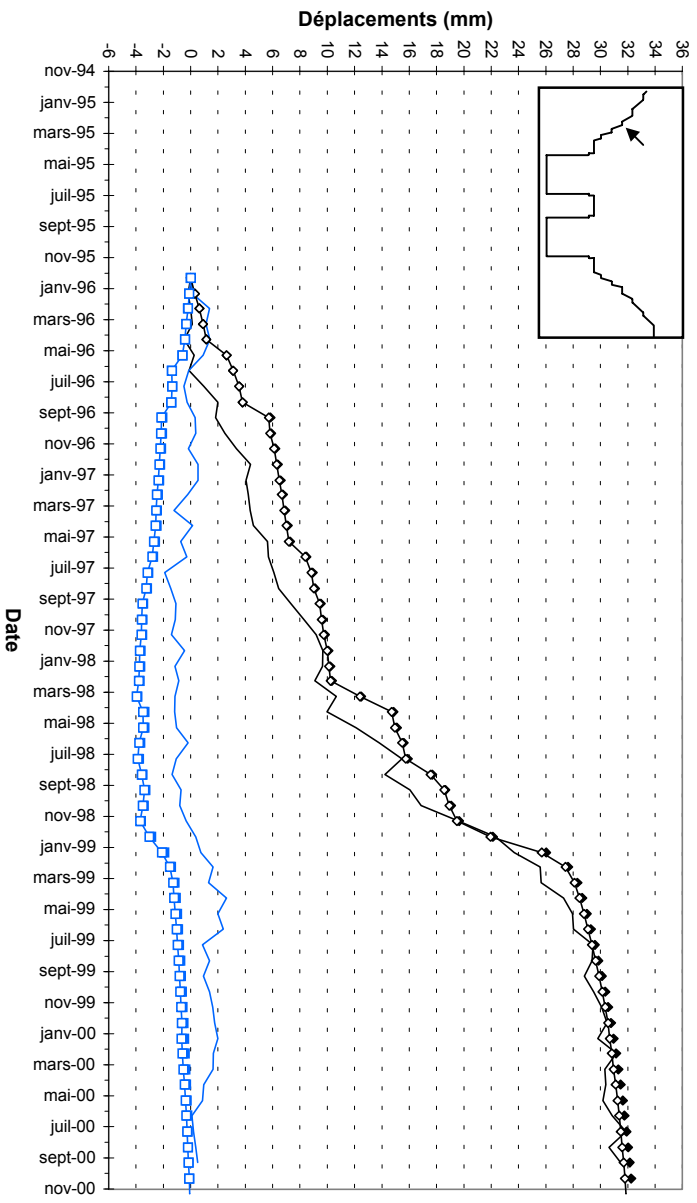 Déplacements (mm)
-6 -4 -2 0 2 4 6 8 10 12 14 16 18 20 22 24 26 28 30 32 34 36
nov-94
janv-95
mars-95
mai-95
juil-95
sept-95
nov-95
janv-96
mars-96
mai-96
juil-96
sept-96
nov-96
janv-97
mars-97
mai-97
juil-97
sept-97
nov-97
janv-98
mars-98
mai-98
juil-98
sept-98
nov-98
janv-99
mars-99
mai-99
juil-99
sept-99
nov-99
janv-00
mars-00
mai-00
juil-00
sept-00
nov-00
Date